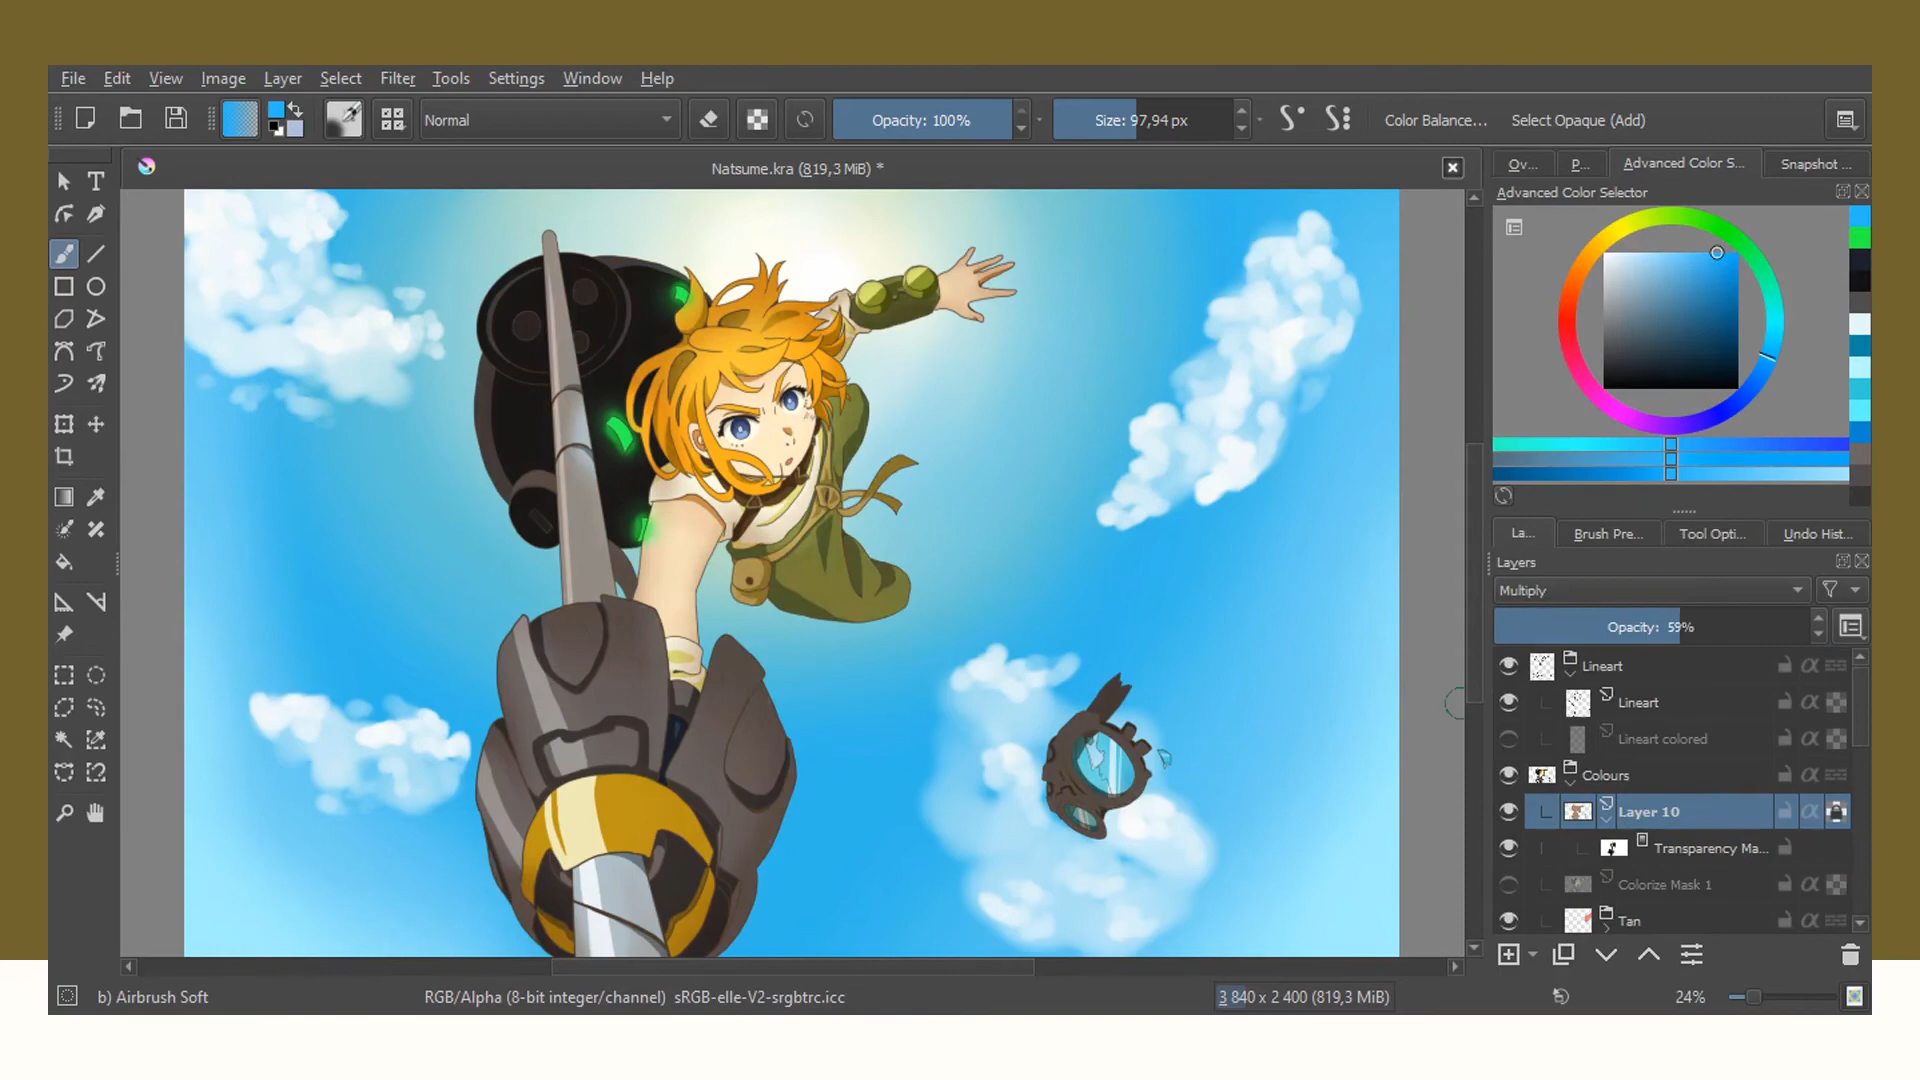 File Edit View Image Layer Select Filter Tools Settings Window Help
Normal Opacity: 100% Size: 97,94 px Color Balance... Select Opaque (Add)
Natsume.kra (819,3 MiB) *
Ov... P... Advanced Color S... Snapshot ...
Advanced Color Selector
La... Brush Pre... Tool Opti... Undo Hist...
Layers
Multiply
Opacity: 59%
Lineart
Lineart
Lineart colored
Colours
Layer 10
Transparency Ma...
Colorize Mask 1
Tan
b) Airbrush Soft RGB/Alpha (8-bit integer/channel) sRGB-elle-V2-srgbtrc.icc 3 840 x 2 400 (819,3 MiB) 24%